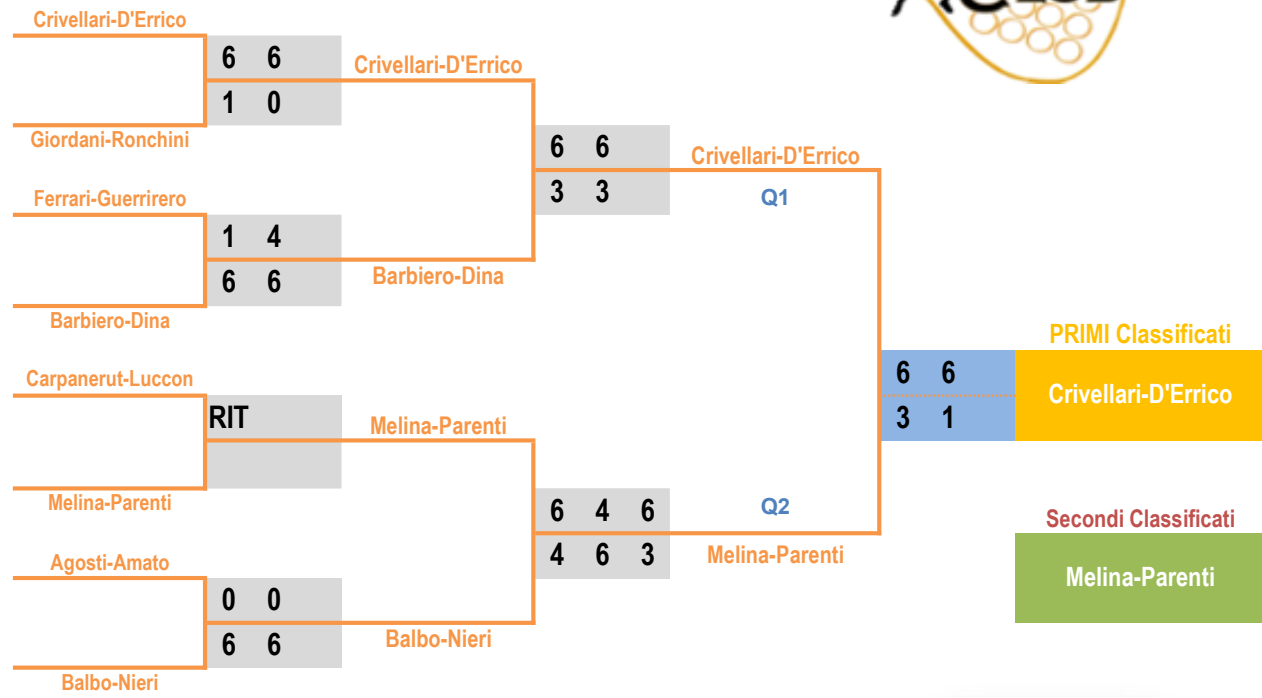 Crivellari-D'Errico
6 6
1 0
Giordani-Ronchini
Crivellari-D'Errico
Ferrari-Guerrirero
1 4
6 6
Barbiero-Dina
Barbiero-Dina
6 6
3 3
Crivellari-D'Errico
Q1
Carpanerut-Luccon
RIT
Melina-Parenti
Melina-Parenti
Agosti-Amato
0 0
6 6
Balbo-Nieri
Balbo-Nieri
6 4 6
4 6 3
Q2
Melina-Parenti
6 6
3 1
PRIMI Classificati
Crivellari-D'Errico
Secondi Classificati
Melina-Parenti